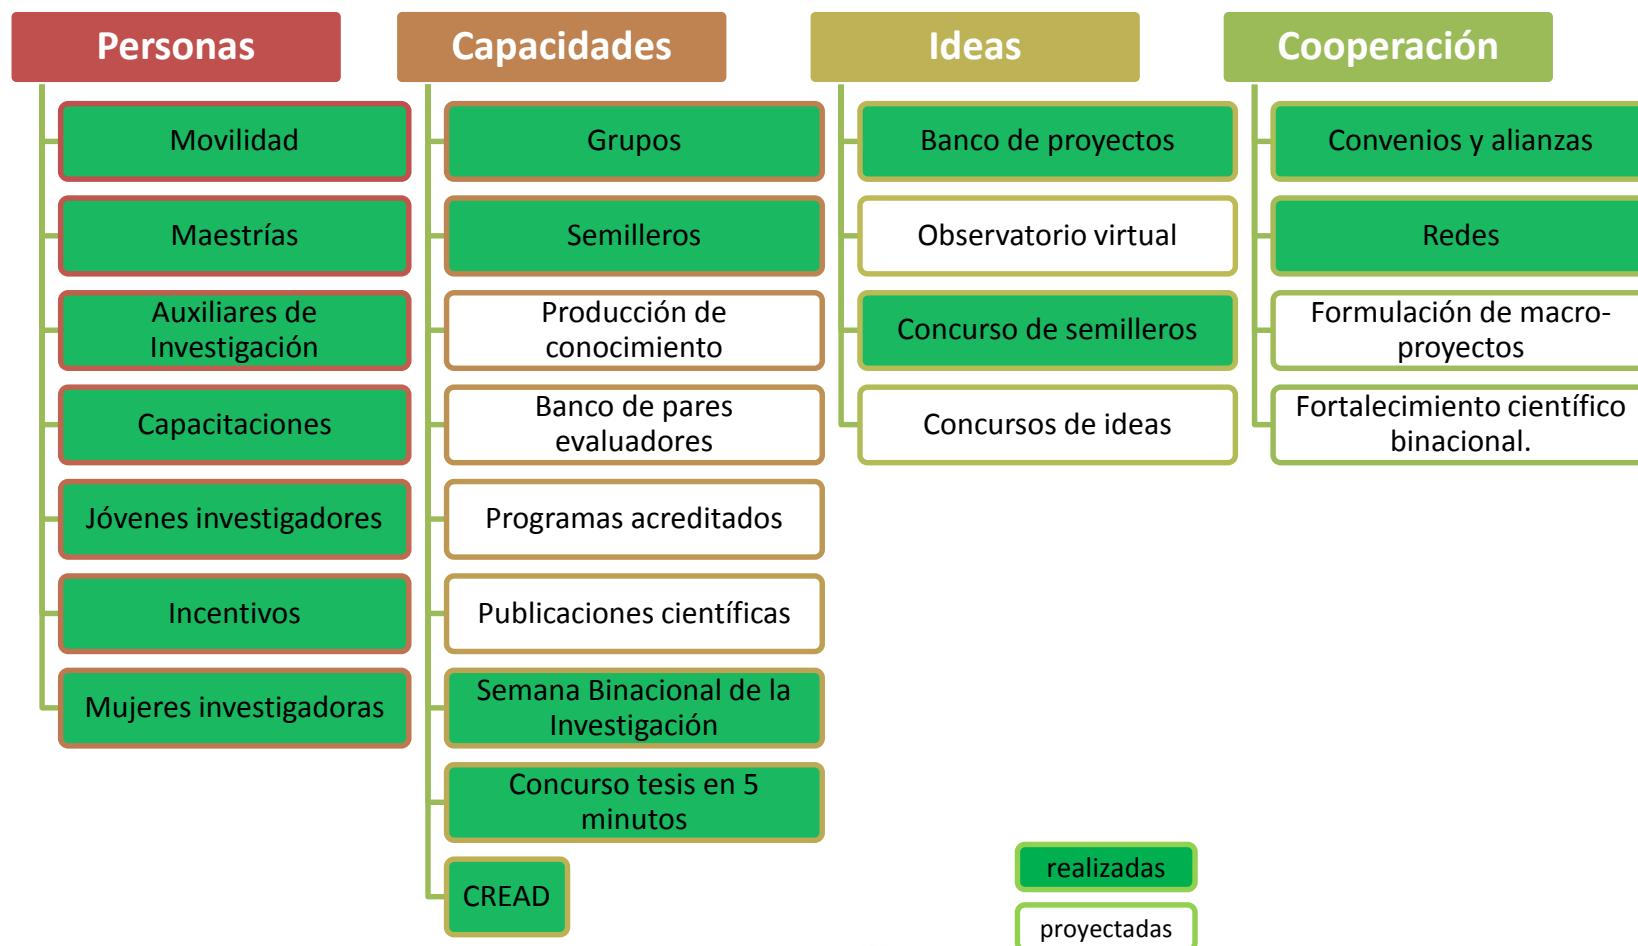 Personas
Movilidad
Maestrías
Auxiliares de
Investigación
Capacitaciones
Jóvenes investigadores
Incentivos
Mujeres investigadoras
Capacidades
Grupos
Semilleros
Producción de
conocimiento
Banco de pares
evaluadores
Programas acreditados
Publicaciones científicas
Semana Binacional de la
Investigación
Concurso tesis en 5
minutos
CREAD
Ideas
Banco de proyectos
Observatorio virtual
Concurso de semilleros
Concursos de ideas
Cooperación
Convenios y alianzas
Redes
Formulación de macro-
proyectos
Fortalecimiento científico
binacional.
realizadas
proyectadas